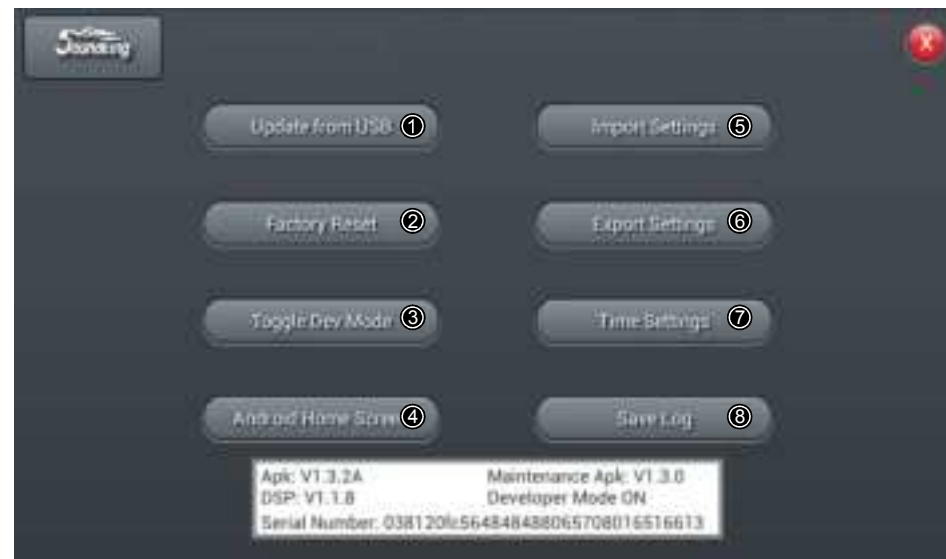 Soundking
Update from USB ①
Import Settings ⑤
Factory Reset ②
Export Settings ⑥
Toggle Dev Mode ③
Time Settings ⑦
Android Home Screen ④
Save Log ⑧
X
Apk: V1.3.2A Maintenance Apk: V1.3.0
DSP: V1.1.8 Developer Mode ON
Serial Number: